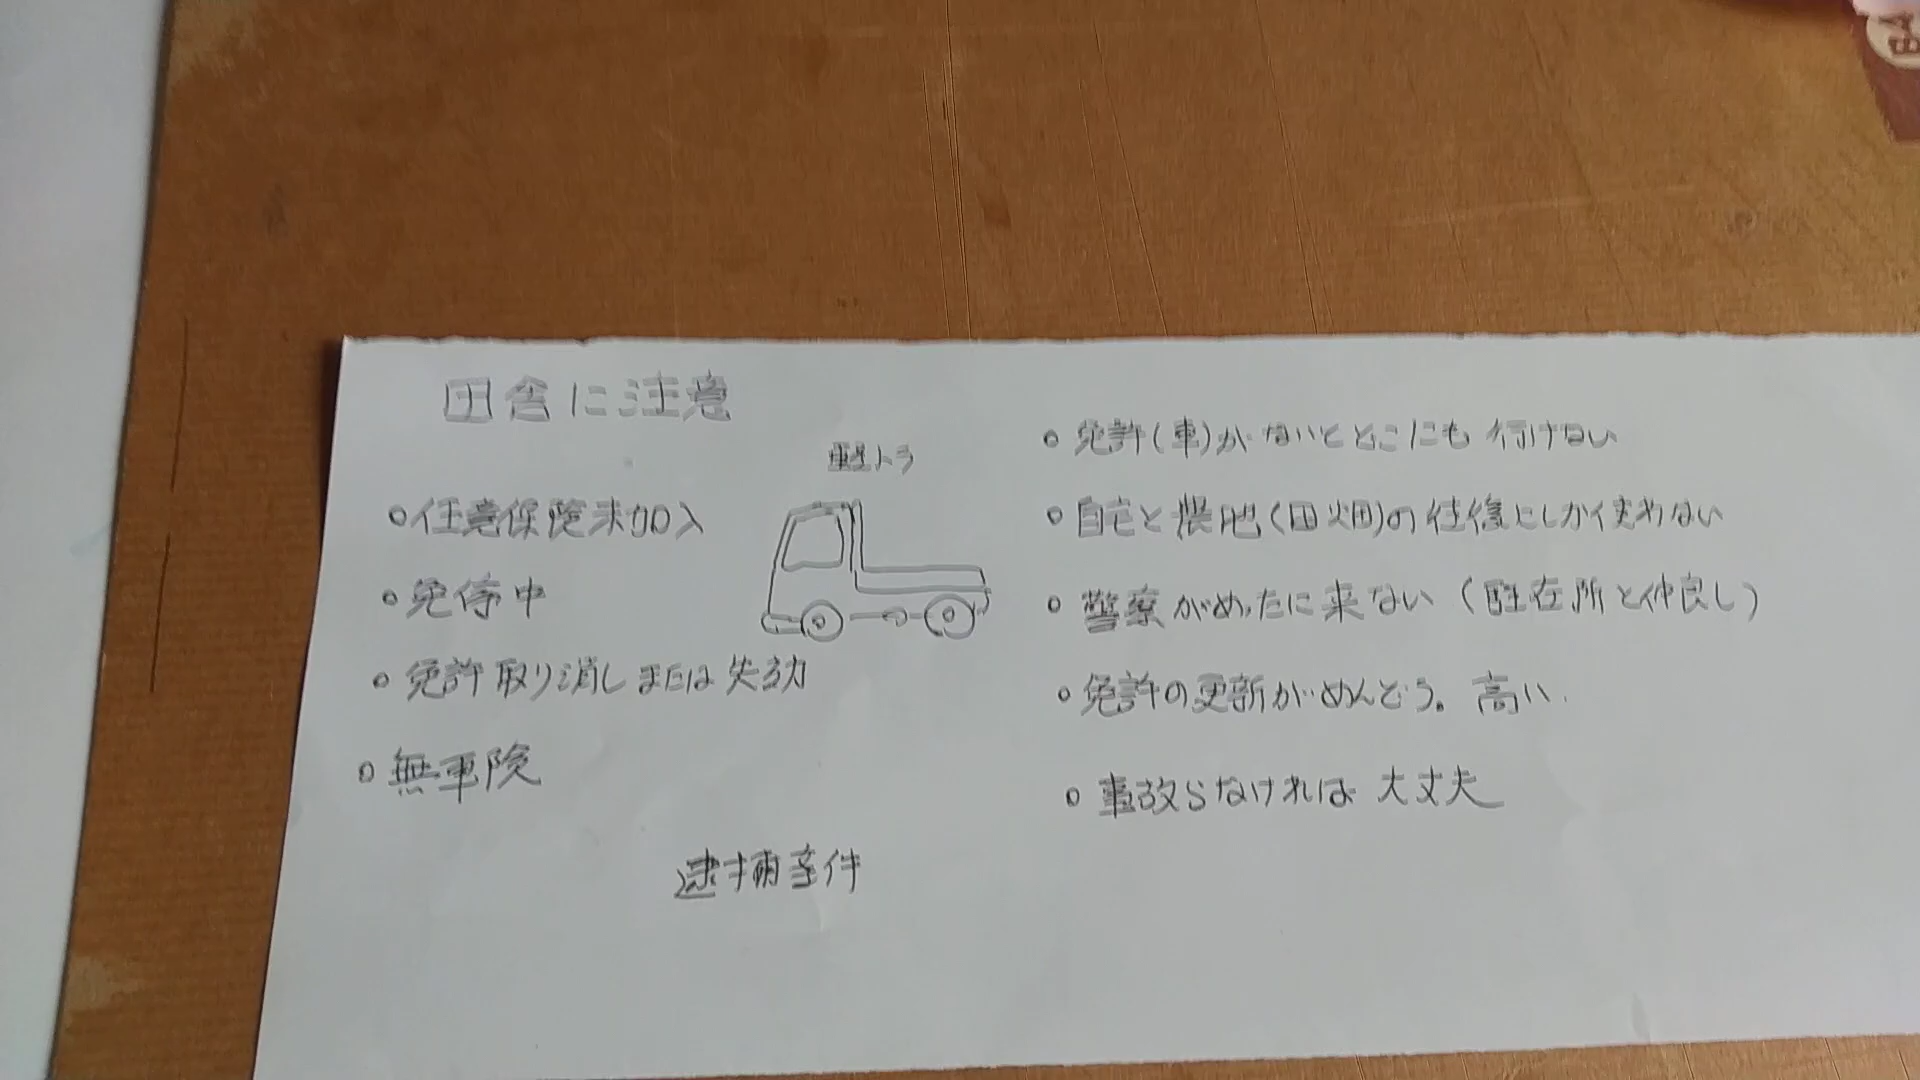 田舎に注意
軽トラ
○任意保険未加入
○免停中
○免許取り消しまたは失効
○無車険
逮捕条件
○免許(車)がないとどこにも行けない
○自宅と農地(田畑)の往復にしか使わない
○警察がめったに来ない(駐在所と仲良し)
○免許の更新がめんどう。高い.
○事故らなければ大丈夫